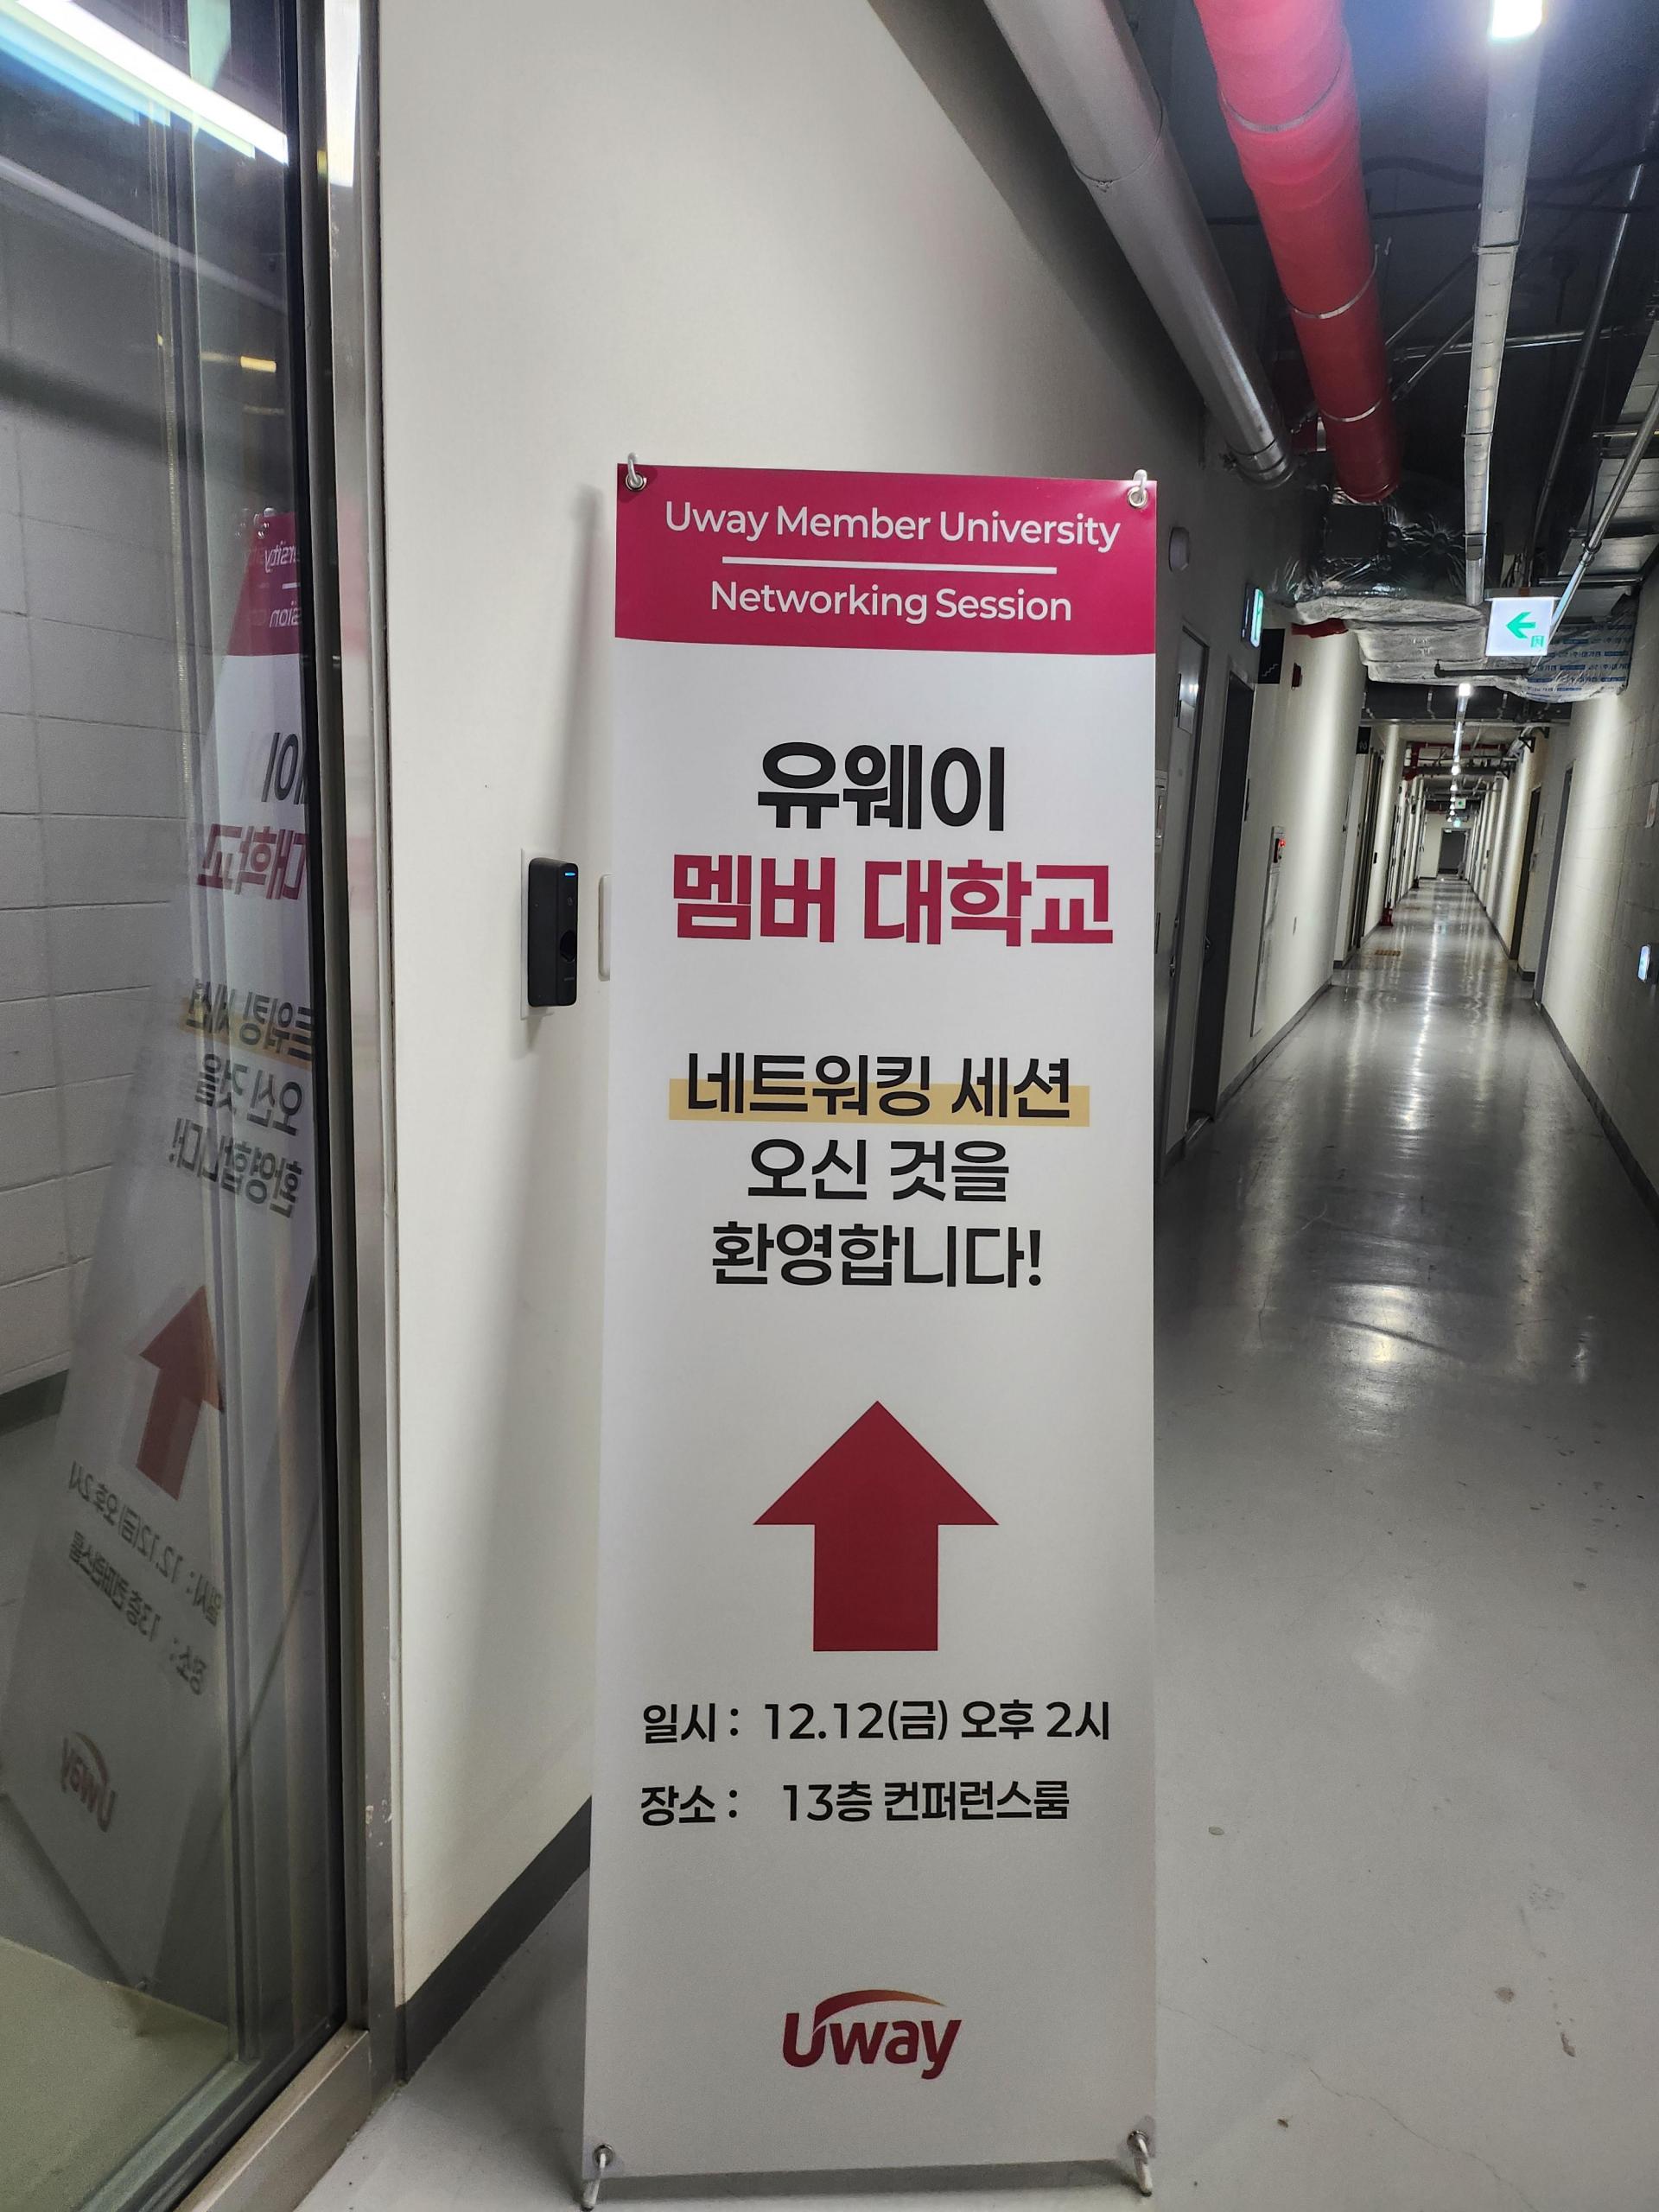 Uway Member University
Networking Session
유웨이
멤버 대학교
네트워킹 세션
오신 것을
환영합니다!
일시 : 12.12(금) 오후 2시
장소 : 13층 컨퍼런스룸
Uway